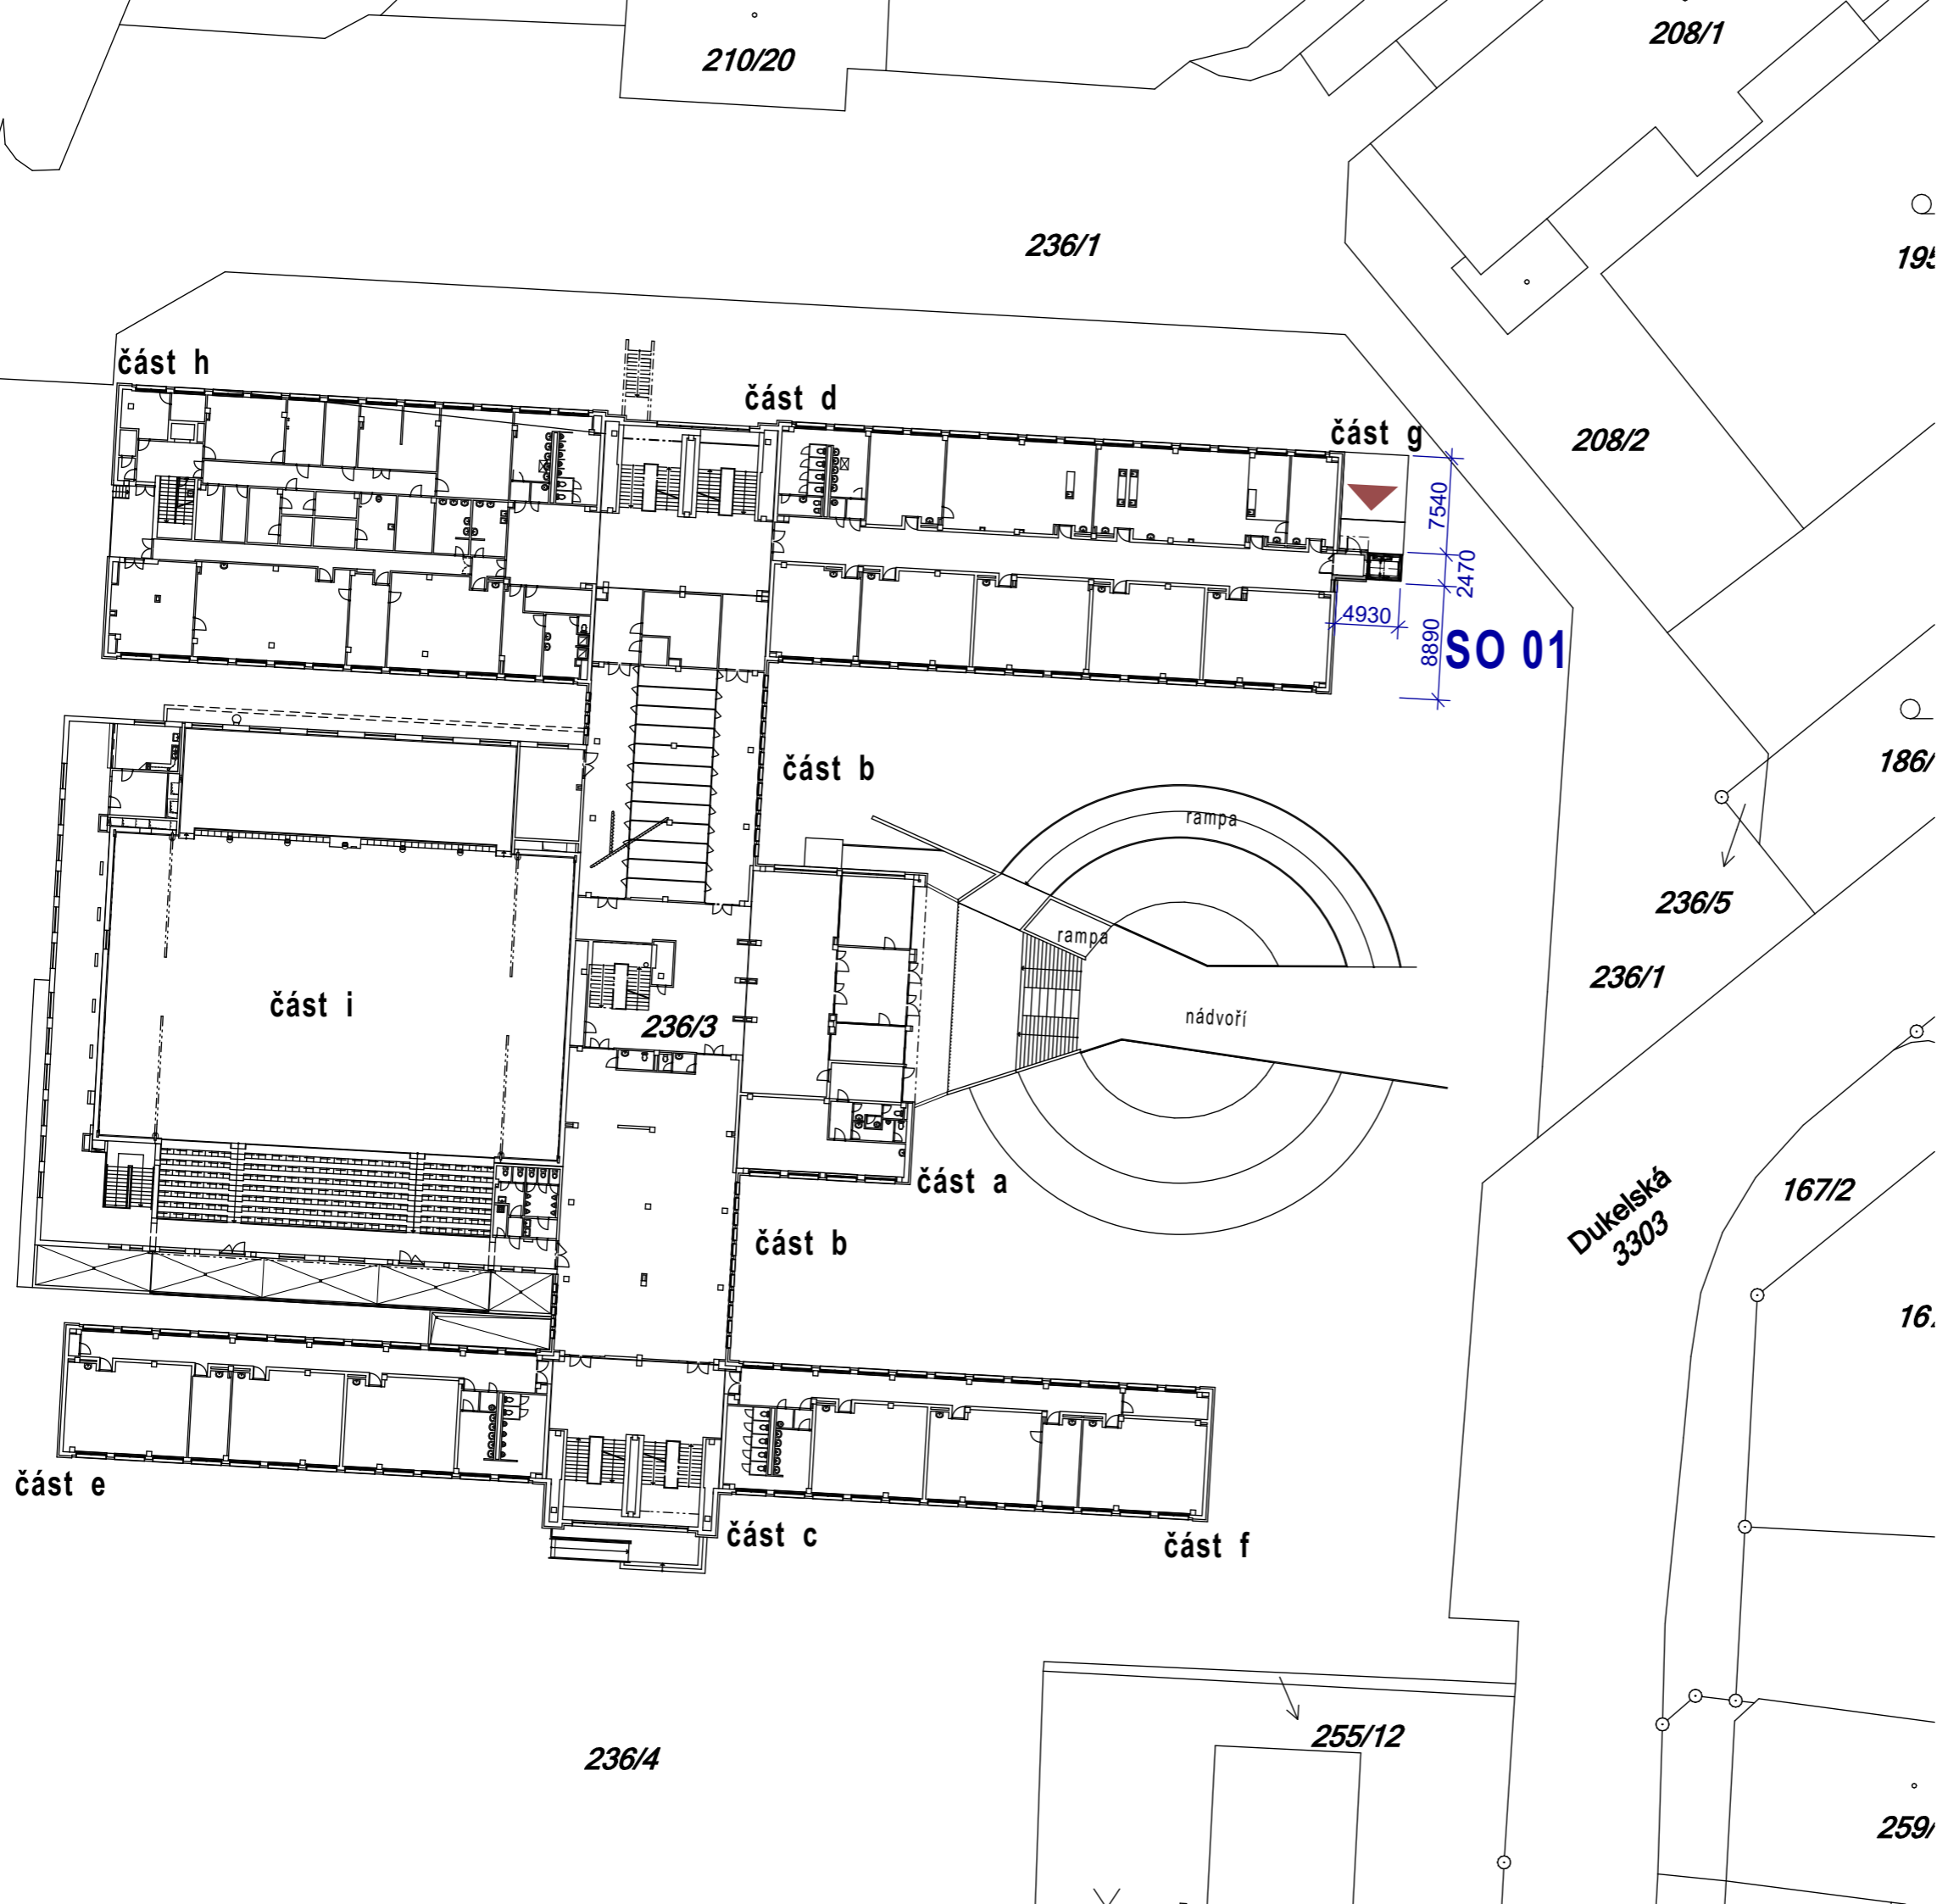 208/1
210/20
195
236/1
část h
část d
část g
208/2
7540
2470
4930
8890
SO 01
část b
186/
rampa
236/5
rampa
236/1
část i
nádvoří
236/3
část a
167/2
Dukelská
3303
část b
16
část e
část c
část f
255/12
236/4
259/